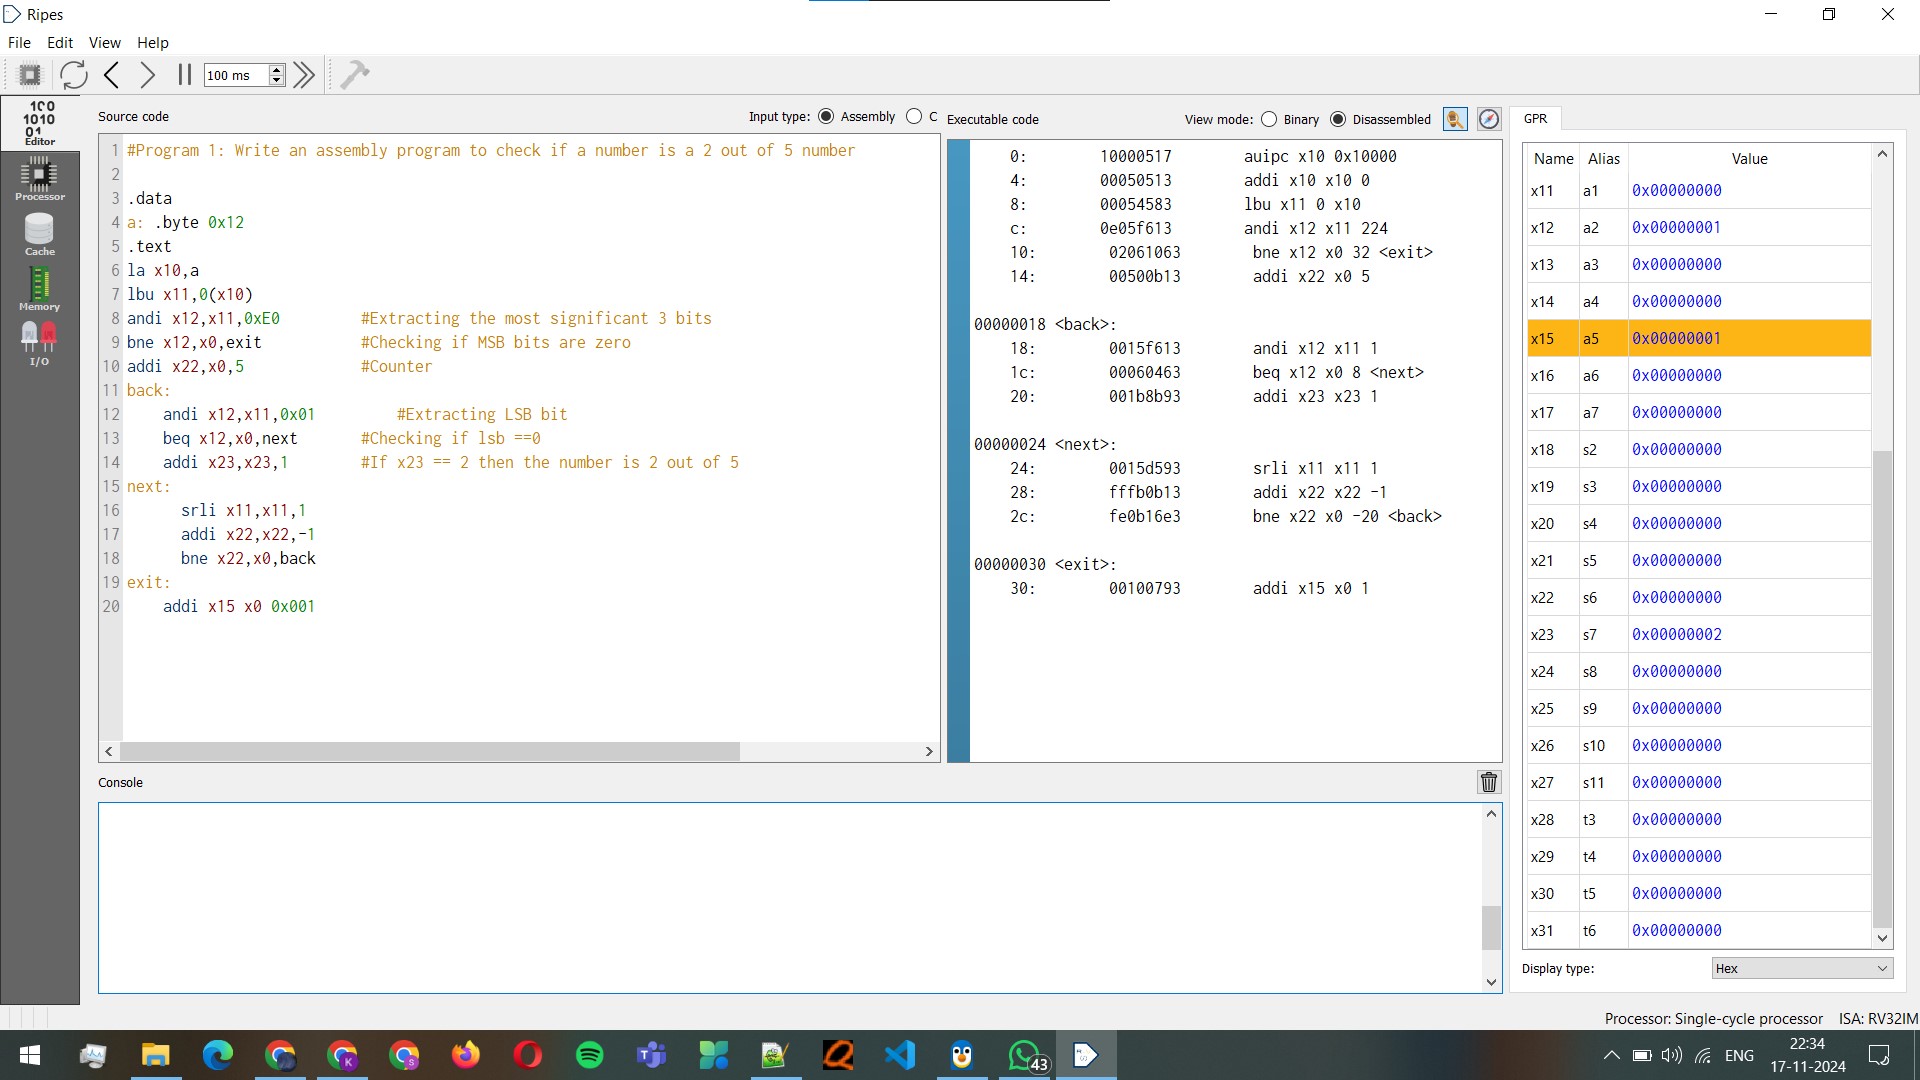 Ripes
File Edit View Help
100 ms
100
1010
01
Editor
Processor
Cache
Memory
I/O
Source code
Input type: Assembly C
1 #Program 1: Write an assembly program to check if a number is a 2 out of 5 number
2
3 .data
4 a: .byte 0x12
5 .text
6 la x10,a
7 lbu x11,0(x10)
8 andi x12,x11,0xE0 #Extracting the most significant 3 bits
9 bne x12,x0,exit #Checking if MSB bits are zero
10 addi x22,x0,5 #Counter
11 back:
12 andi x12,x11,0x01 #Extracting LSB bit
13 beq x12,x0,next #Checking if lsb ==0
14 addi x23,x23,1 #If x23 == 2 then the number is 2 out of 5
15 next:
16 srli x11,x11,1
17 addi x22,x22,-1
18 bne x22,x0,back
19 exit:
20 addi x15 x0 0x001
Executable code
View mode: Binary Disassembled
0: 10000517 auipc x10 0x10000
4: 00050513 addi x10 x10 0
8: 00054583 lbu x11 0 x10
c: 0e05f613 andi x12 x11 224
10: 02061063 bne x12 x0 32 <exit>
14: 00500b13 addi x22 x0 5
00000018 <back>:
18: 0015f613 andi x12 x11 1
1c: 00060463 beq x12 x0 8 <next>
20: 001b8b93 addi x23 x23 1
00000024 <next>:
24: 0015d593 srli x11 x11 1
28: fffb0b13 addi x22 x22 -1
2c: fe0b16e3 bne x22 x0 -20 <back>
00000030 <exit>:
30: 00100793 addi x15 x0 1
GPR
Name Alias Value
x11 a1 0x00000000
x12 a2 0x00000001
x13 a3 0x00000000
x14 a4 0x00000000
x15 a5 0x00000001
x16 a6 0x00000000
x17 a7 0x00000000
x18 s2 0x00000000
x19 s3 0x00000000
x20 s4 0x00000000
x21 s5 0x00000000
x22 s6 0x00000000
x23 s7 0x00000002
x24 s8 0x00000000
x25 s9 0x00000000
x26 s10 0x00000000
x27 s11 0x00000000
x28 t3 0x00000000
x29 t4 0x00000000
x30 t5 0x00000000
x31 t6 0x00000000
Display type: Hex
Console
Processor: Single-cycle processor ISA: RV32IM
43
ENG
22:34
17-11-2024